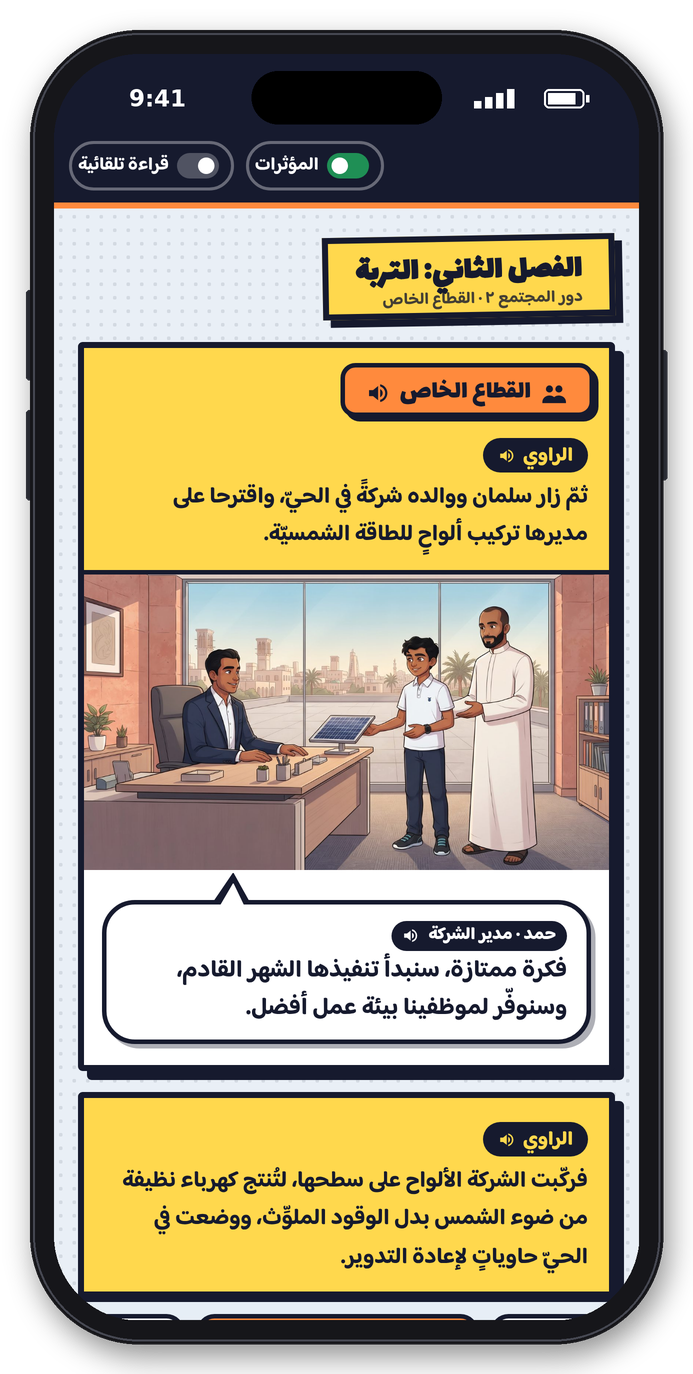 9:41
المؤثرات
قراءة تلقائية
الفصل الثاني: التربة
دور المجتمع ٢ · القطاع الخاص
القطاع الخاص
الراوي
ثمّ زار سلمان ووالده شركةً في الحيّ، واقترحا على
مديرها تركيب ألواحٍ للطاقة الشمسيّة.
حمد · مدير الشركة
فكرة ممتازة، سنبدأ تنفيذها الشهر القادم،
وسنوفّر لموظفينا بيئة عمل أفضل.
الراوي
فركّبت الشركة الألواح على سطحها، لتُنتج كهرباء نظيفة
من ضوء الشمس بدل الوقود الملوِّث، ووضعت في
الحيّ حاوياتٍ لإعادة التدوير.